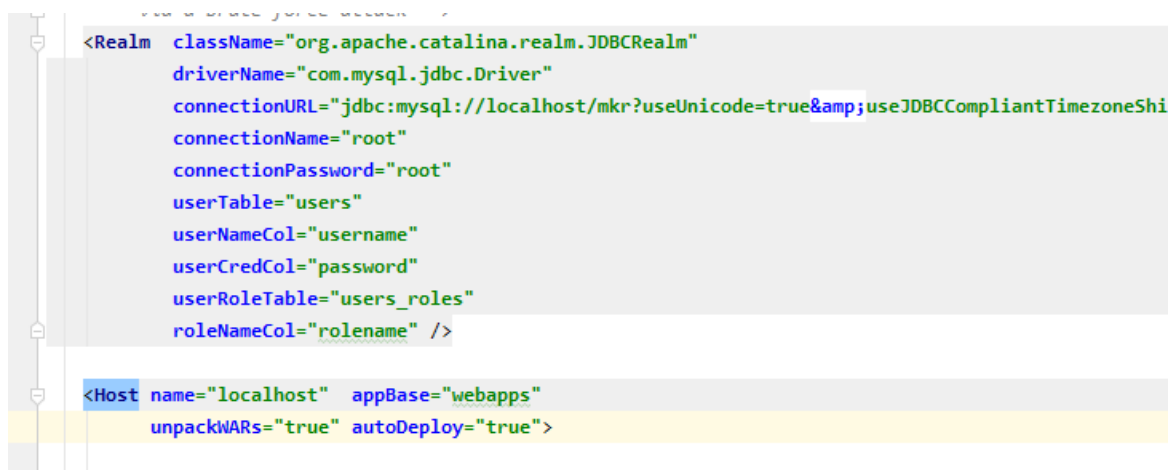 <Realm  className="org.apache.catalina.realm.JDBCRealm"
driverName="com.mysql.jdbc.Driver"
connectionURL="jdbc:mysql://localhost/mkr?useUnicode=true&amp;useJDBCCompliantTimezoneShi
connectionName="root"
connectionPassword="root"
userTable="users"
userNameCol="username"
userCredCol="password"
userRoleTable="users_roles"
roleNameCol="rolename" />
<Host name="localhost"  appBase="webapps"
unpackWARs="true" autoDeploy="true">